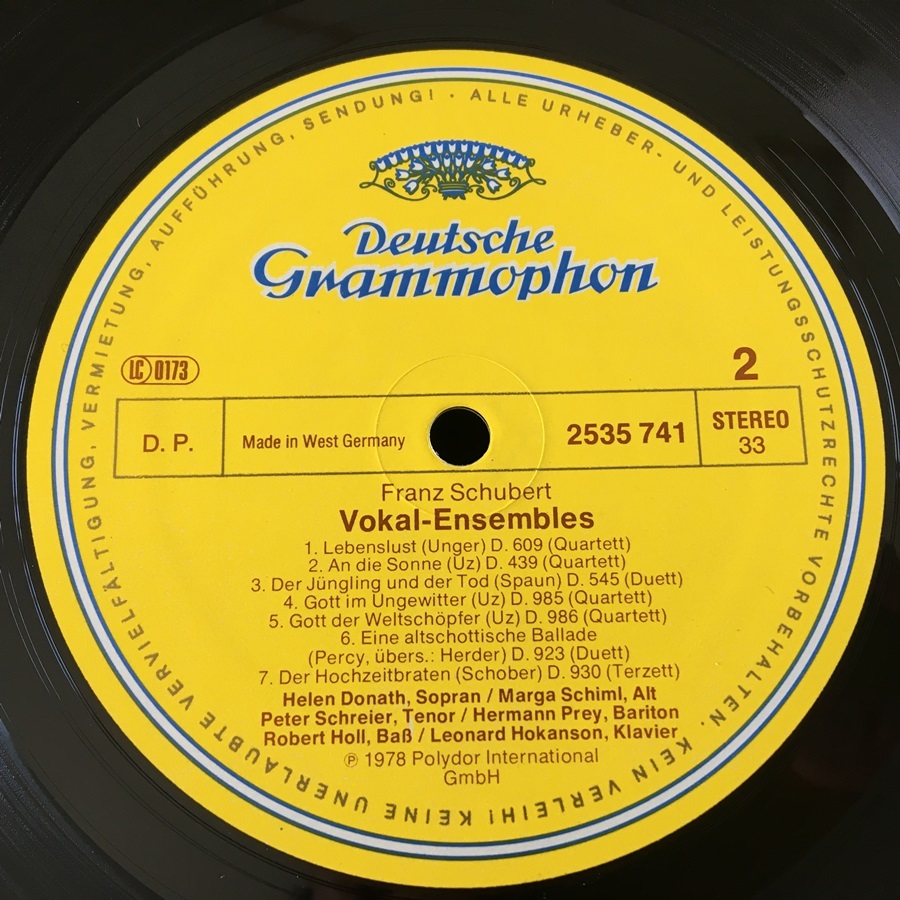 KEINE UNERLAUBTE VERVIELFÄLTIGUNG, VERMIETUNG, AUFFÜHRUNG, SENDUNG! · ALLE URHEBER- UND LEISTUNGSSCHUTZRECHTE VORBEHALTEN. KEIN VERLEIH!
Deutsche
Grammophon
LC 0173
2
D. P.
Made in West Germany
2535 741
STEREO
33
Franz Schubert
Vokal-Ensembles
1. Lebenslust (Unger) D. 609 (Quartett)
2. An die Sonne (Uz) D. 439 (Quartett)
3. Der Jüngling und der Tod (Spaun) D. 545 (Duett)
4. Gott im Ungewitter (Uz) D. 985 (Quartett)
5. Gott der Weltschöpfer (Uz) D. 986 (Quartett)
6. Eine altschottische Ballade
(Percy, übers.: Herder) D. 923 (Duett)
7. Der Hochzeitbraten (Schober) D. 930 (Terzett)
Helen Donath, Sopran / Marga Schiml, Alt
Peter Schreier, Tenor / Hermann Prey, Bariton
Robert Holl, Baß / Leonard Hokanson, Klavier
℗ 1978 Polydor International
GmbH